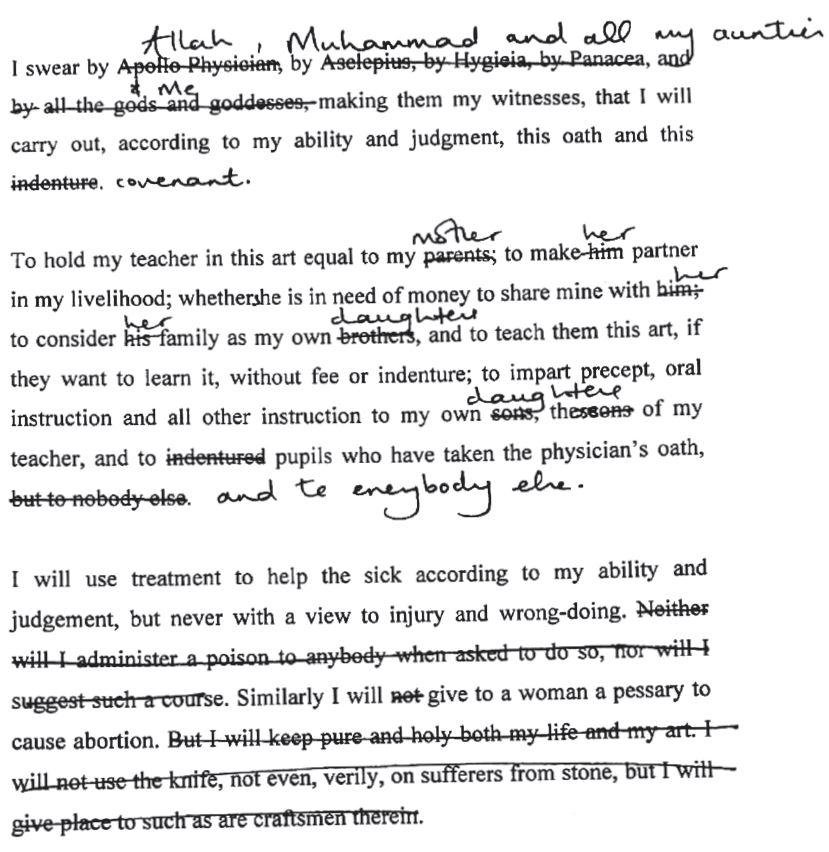 Allah, Muhammad and all my aunties
I swear by Apollo Physician, by Asclepius, by Hygieia, by Panacea, and
& Me
by all the gods and goddesses, making them my witnesses, that I will
carry out, according to my ability and judgment, this oath and this
indenture. covenant.
mother her
To hold my teacher in this art equal to my parents; to make him partner
her
in my livelihood; whethershe is in need of money to share mine with him;
her daughters
to consider his family as my own brothers, and to teach them this art, if
they want to learn it, without fee or indenture; to impart precept, oral
daughters
instruction and all other instruction to my own sons, thessons of my
teacher, and to indentured pupils who have taken the physician's oath,
but to nobody else. and to everybody else.
I will use treatment to help the sick according to my ability and
judgement, but never with a view to injury and wrong-doing. Neither
will I administer a poison to anybody when asked to do so, nor will I
suggest such a course. Similarly I will not give to a woman a pessary to
cause abortion. But I will keep pure and holy both my life and my art. I
will not use the knife, not even, verily, on sufferers from stone, but I will
give place to such as are craftsmen therein.